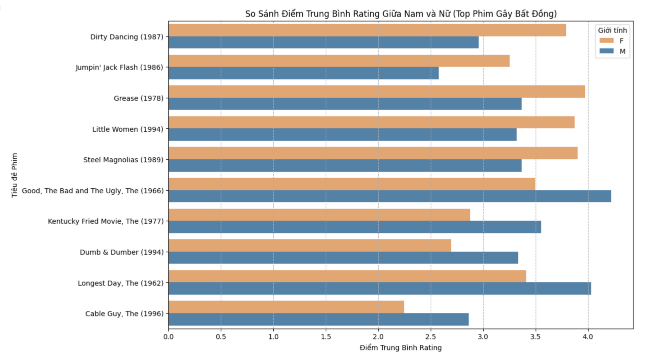 So Sánh Điểm Trung Bình Rating Giữa Nam và Nữ (Top Phim Gây Bất Đồng)
Giới tính
F
M
Tiêu đề Phim
Dirty Dancing (1987)
Jumpin' Jack Flash (1986)
Grease (1978)
Little Women (1994)
Steel Magnolias (1989)
Good, The Bad and The Ugly, The (1966)
Kentucky Fried Movie, The (1977)
Dumb & Dumber (1994)
Longest Day, The (1962)
Cable Guy, The (1996)
0.0 0.5 1.0 1.5 2.0 2.5 3.0 3.5 4.0
Điểm Trung Bình Rating